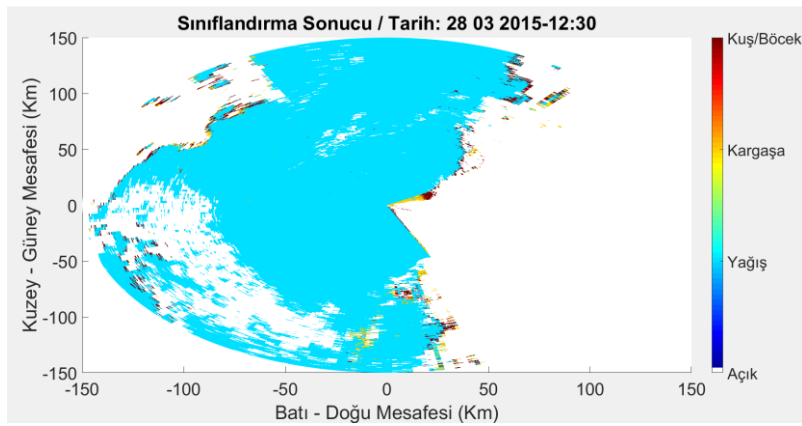 Sınıflandırma Sonucu / Tarih: 28 03 2015-12:30
150
100
50
0
-50
-100
-150
Kuzey - Güney Mesafesi (Km)
-150
-100
-50
0
50
100
150
Batı - Doğu Mesafesi (Km)
Kuş/Böcek
Kargaşa
Yağış
Açık